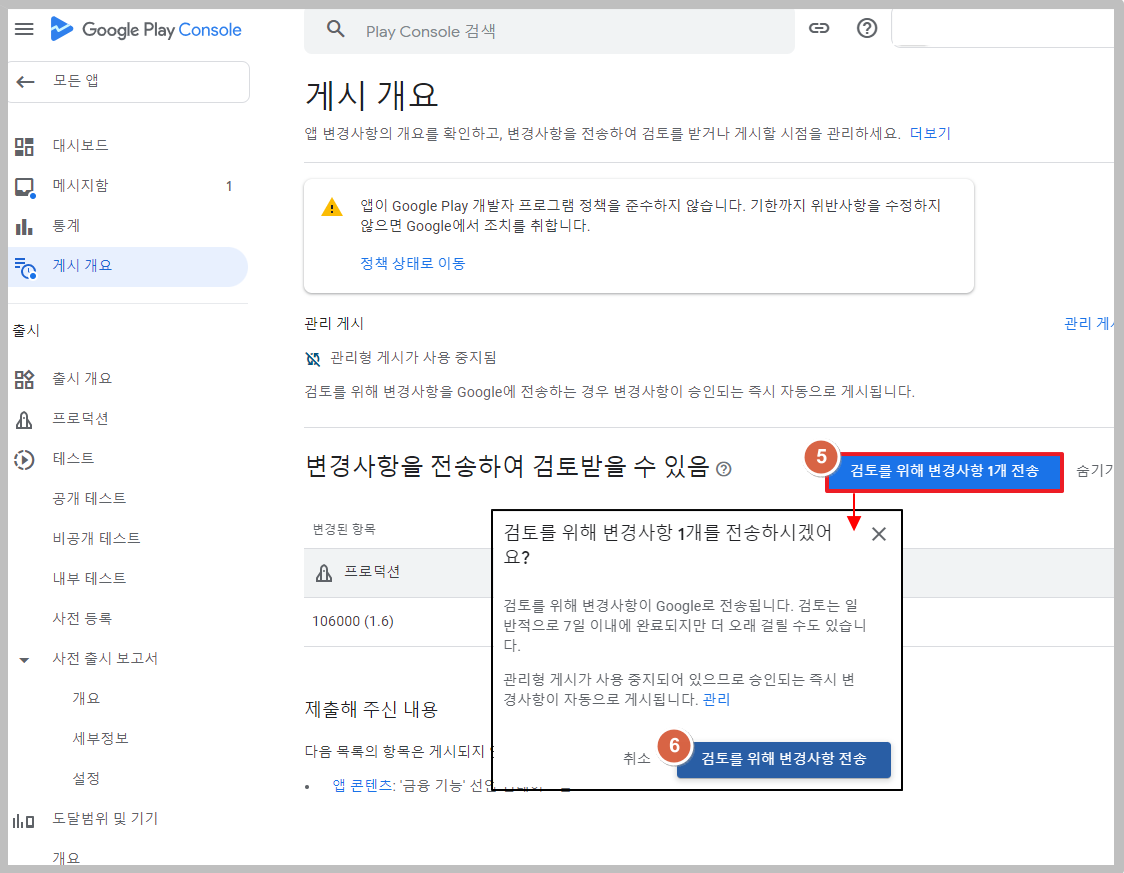 Google Play Console
Play Console 검색
모든 앱
대시보드
메시지함 1
통계
게시 개요
출시
출시 개요
프로덕션
테스트
공개 테스트
비공개 테스트
내부 테스트
사전 등록
사전 출시 보고서
개요
세부정보
설정
도달범위 및 기기
개요
게시 개요
앱 변경사항의 개요를 확인하고, 변경사항을 전송하여 검토를 받거나 게시할 시점을 관리하세요. 더보기
앱이 Google Play 개발자 프로그램 정책을 준수하지 않습니다. 기한까지 위반사항을 수정하지
않으면 Google에서 조치를 취합니다.
정책 상태로 이동
관리 게시
관리 게시
관리형 게시가 사용 중지됨
검토를 위해 변경사항을 Google에 전송하는 경우 변경사항이 승인되는 즉시 자동으로 게시됩니다.
변경사항을 전송하여 검토받을 수 있음
5
검토를 위해 변경사항 1개 전송
숨기기
변경된 항목
프로덕션
106000 (1.6)
검토를 위해 변경사항 1개를 전송하시겠어
요?
검토를 위해 변경사항이 Google로 전송됩니다. 검토는 일
반적으로 7일 이내에 완료되지만 더 오래 걸릴 수도 있습니
다.
관리형 게시가 사용 중지되어 있으므로 승인되는 즉시 변
경사항이 자동으로 게시됩니다. 관리
취소
6
검토를 위해 변경사항 전송
제출해 주신 내용
다음 목록의 항목은 게시되지
앱 콘텐츠: '금융 기능' 선언